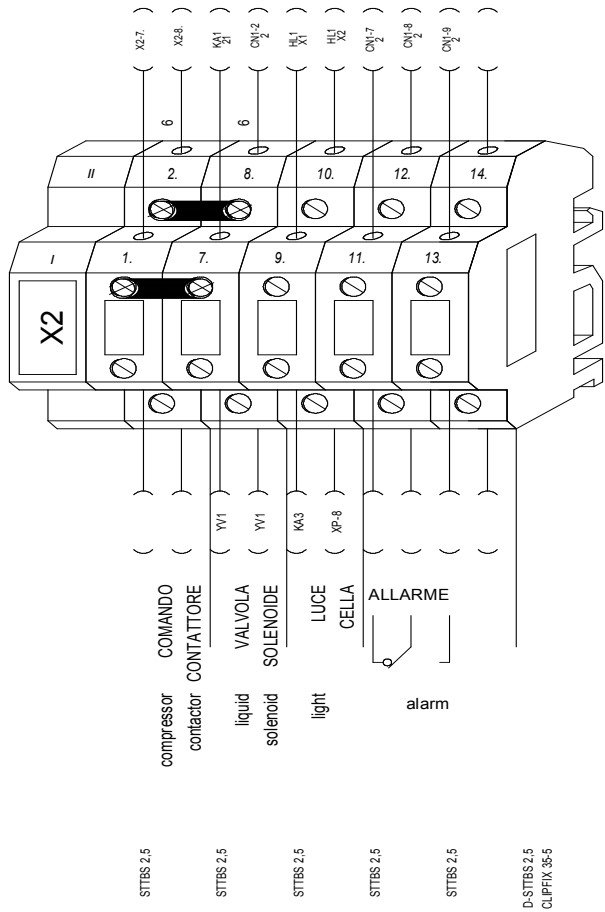 X2-7.
X2-8.
KA1
21
CN1-2
2
HL1
X1
HL1
X2
CN1-7
2
CN1-8
2
CN1-9
2
6
6
II
2.
8.
10.
12.
14.
I
1.
7.
9.
11.
13.
X2
YV1
YV1
KA3
XP-8
COMANDO
CONTATTORE
VALVOLA
SOLENOIDE
LUCE
CELLA
ALLARME
compressor
contactor
liquid
solenoid
light
alarm
STTBS 2,5
STTBS 2,5
STTBS 2,5
STTBS 2,5
STTBS 2,5
D-STTBS 2,5
CLIPFIX 35-5